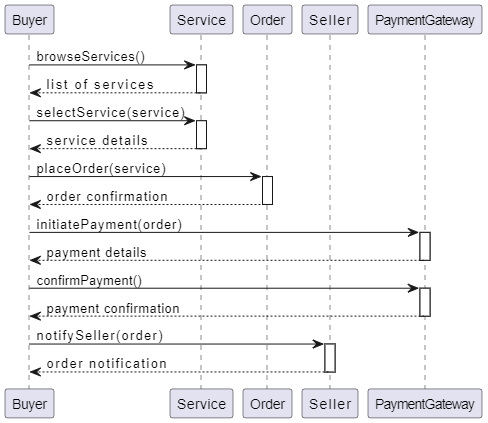 Buyer Service Order Seller PaymentGateway
browseServices()
list of services
selectService(service)
service details
placeOrder(service)
order confirmation
initiatePayment(order)
payment details
confirmPayment()
payment confirmation
notifySeller(order)
order notification
Buyer Service Order Seller PaymentGateway